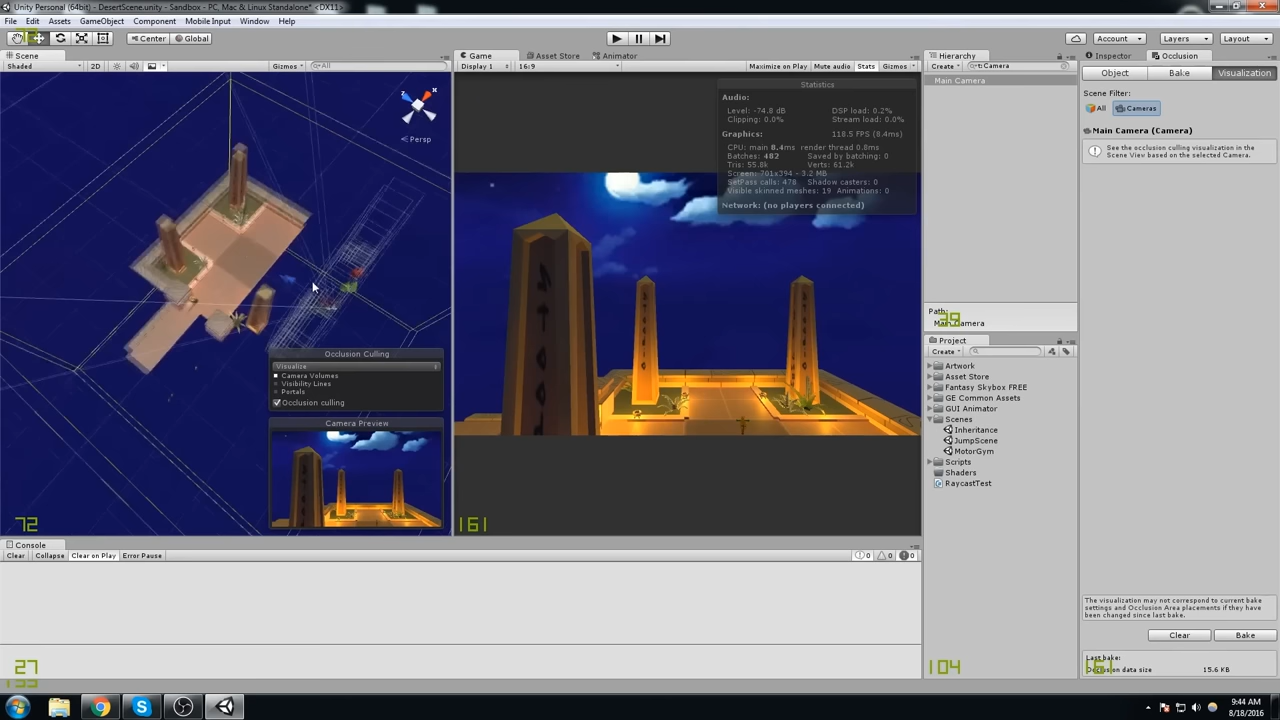 Unity Personal (64bit) - DesertScene.unity - Sandbox - PC, Mac & Linux Standalone* <DX11>
File Edit Assets GameObject Component Mobile Input Window Help
Center Global
Account Layers Layout
Scene
Shaded 2D Gizmos All
Persp
Occlusion Culling
Visualize
Camera Volumes
Visibility Lines
Portals
Occlusion culling
Camera Preview
72
Game Asset Store Animator
Display 1 16:9 Maximize on Play Mute audio Stats Gizmos
Statistics
Audio:
Level: -74.8 dB DSP load: 0.2%
Clipping: 0.0% Stream load: 0.0%
Graphics: 118.5 FPS (8.4ms)
CPU: main 8.4ms render thread 0.8ms
Batches: 482 Saved by batching: 0
Tris: 55.8k Verts: 61.2k
Screen: 701x394 - 3.2 MB
SetPass calls: 478 Shadow casters: 0
Visible skinned meshes: 19 Animations: 0
Network: (no players connected)
161
Hierarchy
Create t:Camera
Main Camera
Path:
Main Camera
39
Project
Create
Artwork
Asset Store
Fantasy Skybox FREE
GE Common Assets
GUI Animator
Scenes
Inheritance
JumpScene
MotorGym
Scripts
Shaders
RaycastTest
104
Inspector Occlusion
Object Bake Visualization
Scene Filter:
All Cameras
Main Camera (Camera)
See the occlusion culling visualization in the
Scene View based on the selected Camera.
The visualization may not correspond to current bake
settings and Occlusion Area placements if they have
been changed since last bake.
Clear Bake
Last bake:
Occlusion data size 15.6 KB
161
Console
Clear Collapse Clear on Play Error Pause 0 0 0
27
9:44 AM
8/18/2016